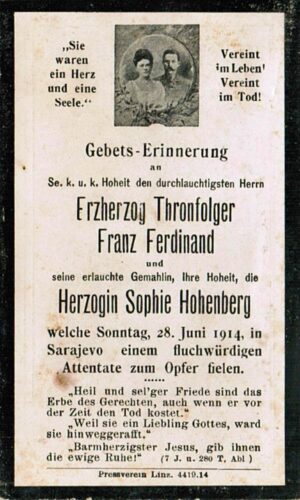 „Sie
waren
ein Herz
und eine
Seele.“
Vereint
im Leben!
Vereint
im Tod!
Gebets-Erinnerung
an
Se. k. u. k. Hoheit den durchlauchtigsten Herrn
Erzherzog Thronfolger
Franz Ferdinand
und
seine erlauchte Gemahlin, Ihre Hoheit, die
Herzogin Sophie Hohenberg
welche Sonntag, 28. Juni 1914, in
Sarajevo einem fluchwürdigen
Attentate zum Opfer fielen.
„Heil und sel'ger Friede sind das
Erbe des Gerechten, auch wenn er vor
der Zeit den Tod kostet.“
„Weil sie ein Liebling Gottes, ward
sie hinweggerafft.“
„Barmherzigster Jesus, gib ihnen
die ewige Ruhe!“ (7 J. u. 280 T. Abl)
Pressverein Linz. 4419.14